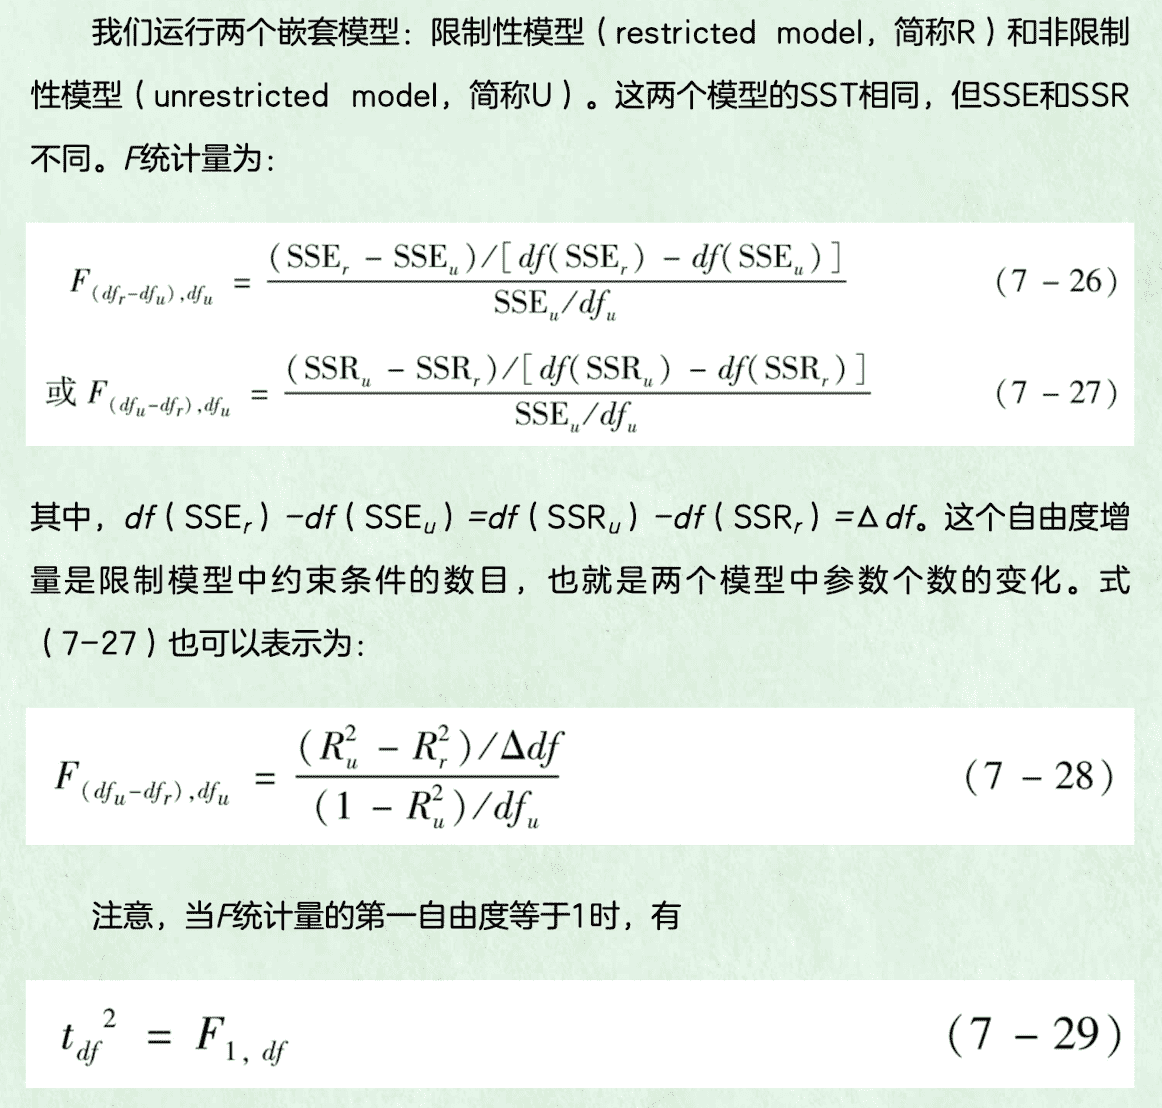 我们运行两个嵌套模型：限制性模型（restricted model，简称R）和非限制
性模型（unrestricted model，简称U）。这两个模型的SST相同，但SSE和SSR
不同。F统计量为：
F_{(df_r-df_u),df_u} = \frac{(SSE_r - SSE_u)/[df(SSE_r) - df(SSE_u)]}{SSE_u/df_u} (7 - 26)
或 F_{(df_u-df_r),df_u} = \frac{(SSR_u - SSR_r)/[df(SSR_u) - df(SSR_r)]}{SSE_u/df_u} (7 - 27)
其中，df（SSE_r）-df（SSE_u）=df（SSR_u）-df（SSR_r）=Δdf。这个自由度增
量是限制模型中约束条件的数目，也就是两个模型中参数个数的变化。式
（7-27）也可以表示为：
F_{(df_u-df_r),df_u} = \frac{(R_u^2 - R_r^2)/Δdf}{(1 - R_u^2)/df_u} (7 - 28)
注意，当F统计量的第一自由度等于1时，有
t_{df}^2 = F_{1, df} (7 - 29)